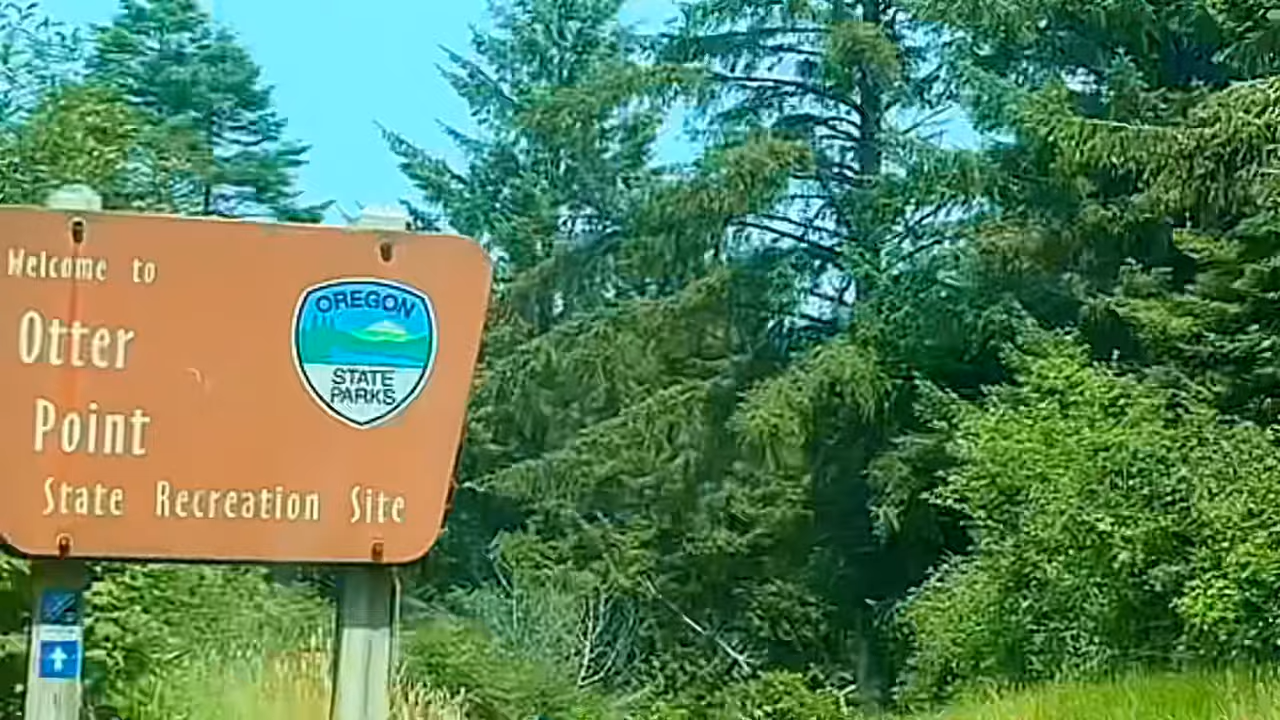 Welcome to
Otter
Point
State Recreation Site
OREGON
STATE
PARKS